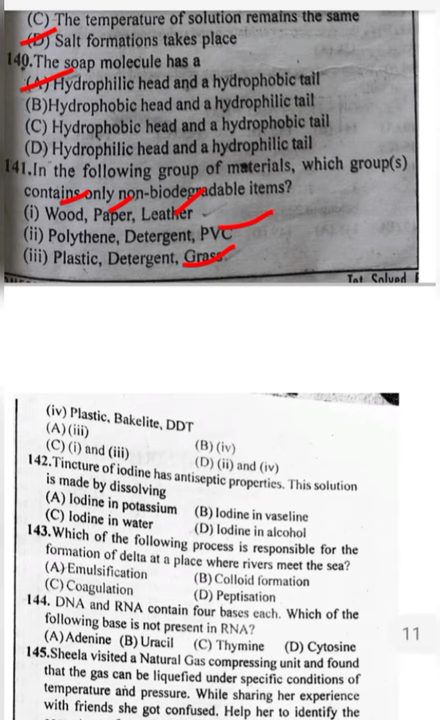 (C) The temperature of solution remains the same
(D) Salt formations takes place
140.The soap molecule has a
(A) Hydrophilic head and a hydrophobic tail
(B)Hydrophobic head and a hydrophilic tail
(C) Hydrophobic head and a hydrophobic tail
(D) Hydrophilic head and a hydrophilic tail
141.In the following group of materials, which group(s)
contains only non-biodegradable items?
(i) Wood, Paper, Leather
(ii) Polythene, Detergent, PVC
(iii) Plastic, Detergent, Grass
Tot Solved
(iv) Plastic, Bakelite, DDT
(A) (iii) (B) (iv)
(C) (i) and (iii) (D) (ii) and (iv)
142.Tincture of iodine has antiseptic properties. This solution
is made by dissolving
(A) Iodine in potassium (B) Iodine in vaseline
(C) Iodine in water (D) Iodine in alcohol
143.Which of the following process is responsible for the
formation of delta at a place where rivers meet the sea?
(A) Emulsification (B) Colloid formation
(C) Coagulation (D) Peptisation
144. DNA and RNA contain four bases each. Which of the
following base is not present in RNA?
(A) Adenine (B) Uracil (C) Thymine (D) Cytosine
11
145.Sheela visited a Natural Gas compressing unit and found
that the gas can be liquefied under specific conditions of
temperature and pressure. While sharing her experience
with friends she got confused. Help her to identify the